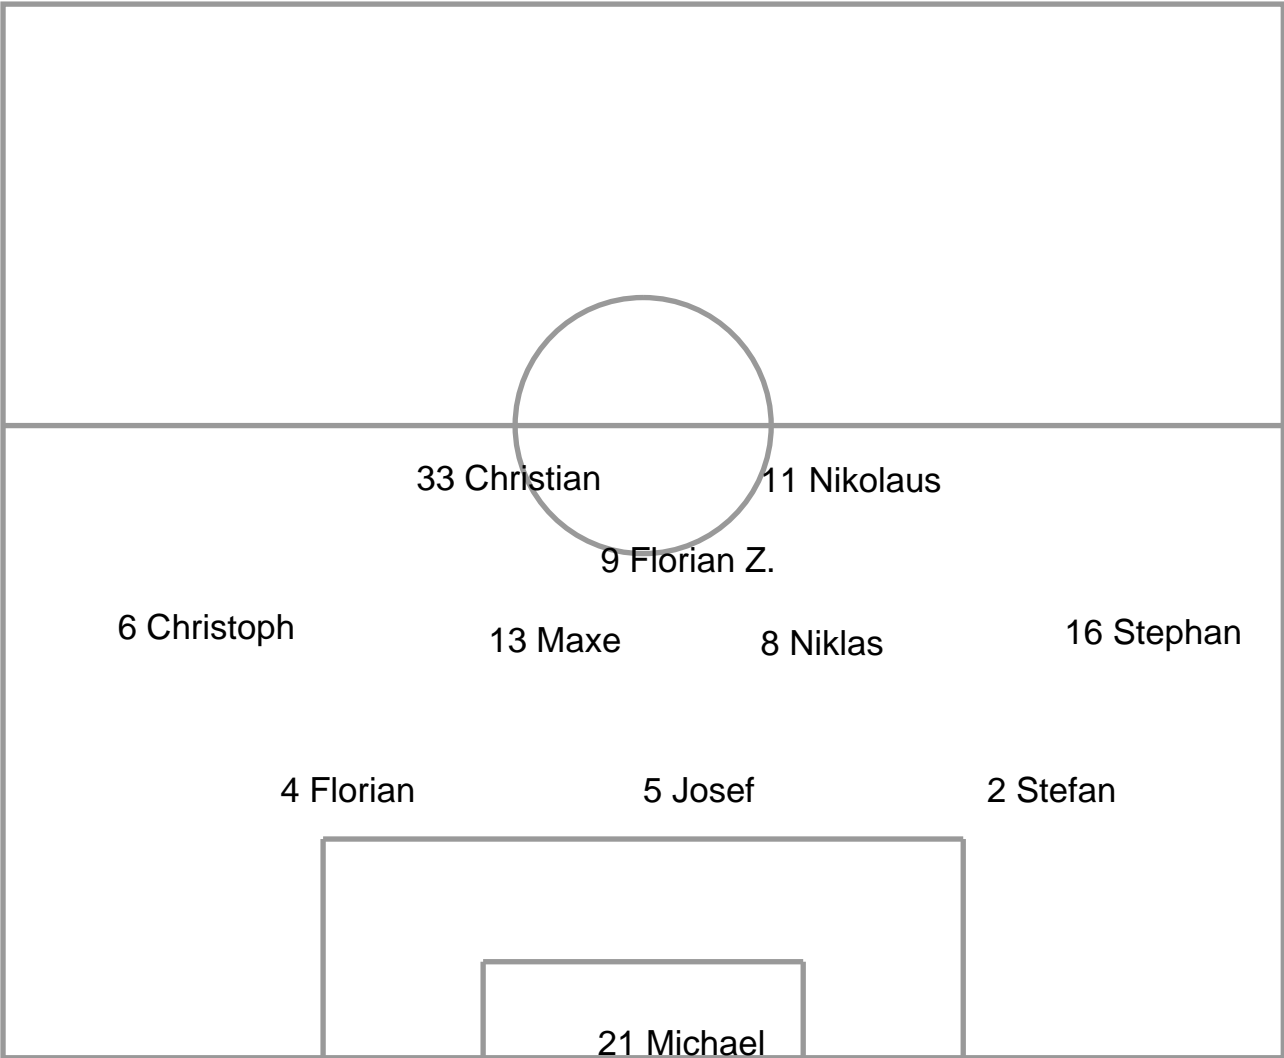 33 Christian
11 Nikolaus
9 Florian Z.
6 Christoph
13 Maxe
8 Niklas
16 Stephan
4 Florian
5 Josef
2 Stefan
21 Michael